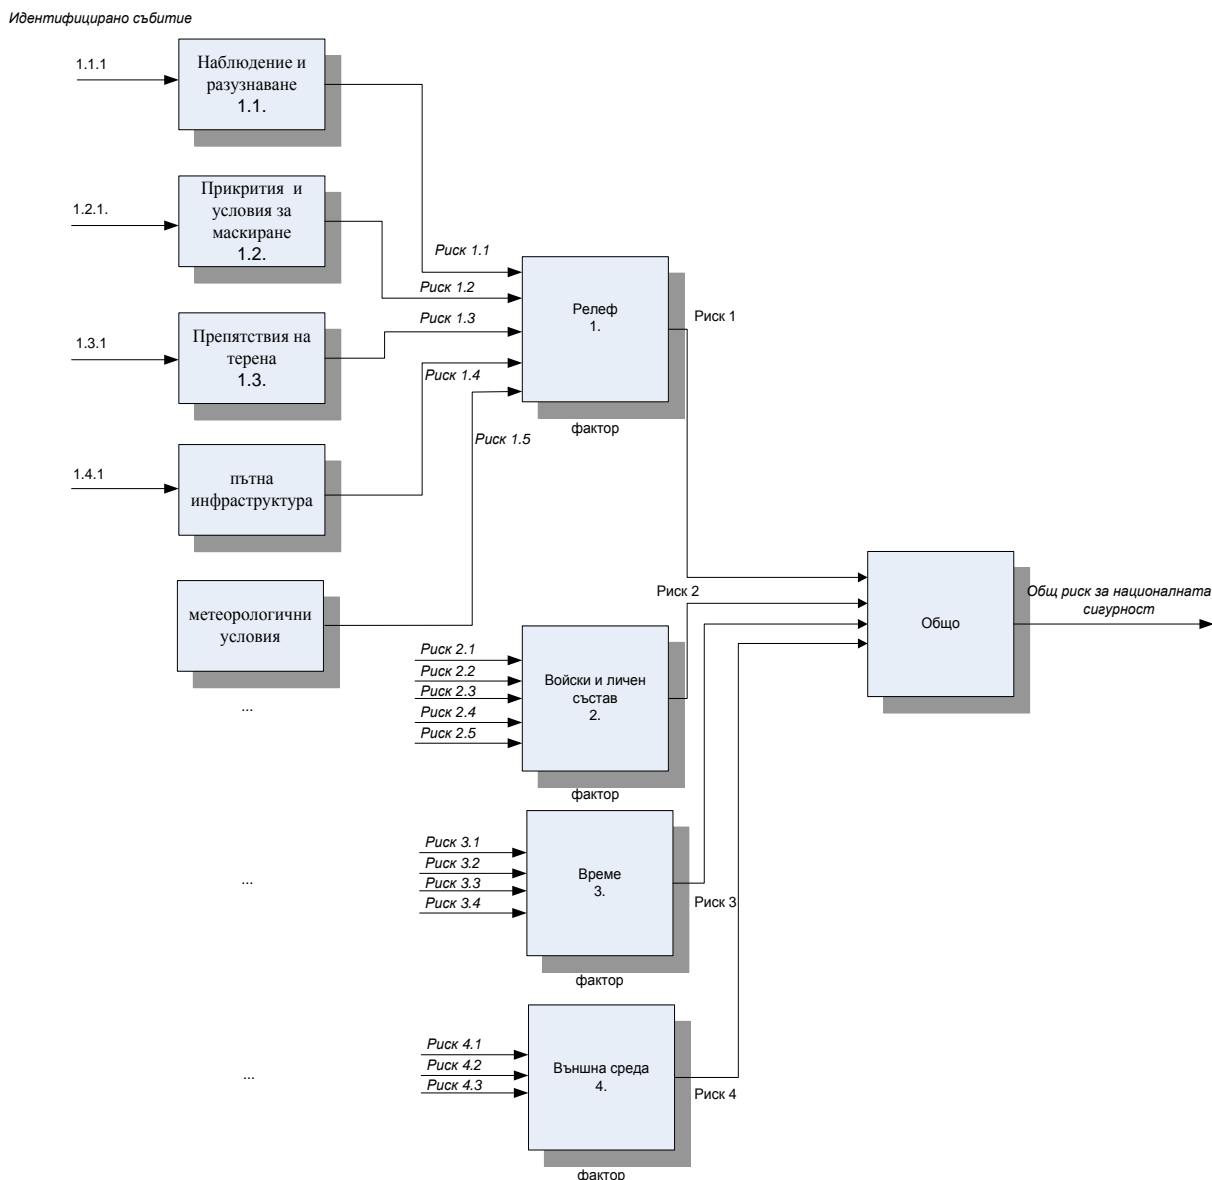 Идентифицирано събитие
1.1.1
Наблюдение и
разузнаване
1.1.
1.2.1.
Прикрития и
условия за
маскиране
1.2.
1.3.1
Препятствия на
терена
1.3.
1.4.1
пътна
инфраструктура
метеорологични
условия
...
...
...
Риск 1.1
Риск 1.2
Риск 1.3
Риск 1.4
Риск 1.5
Релеф
1.
фактор
Риск 1
Риск 2.1
Риск 2.2
Риск 2.3
Риск 2.4
Риск 2.5
Войски и личен
състав
2.
фактор
Риск 2
Риск 3.1
Риск 3.2
Риск 3.3
Риск 3.4
Време
3.
фактор
Риск 3
Риск 4.1
Риск 4.2
Риск 4.3
Външна среда
4.
фактор
Риск 4
Общо
Общ риск за националната
сигурност